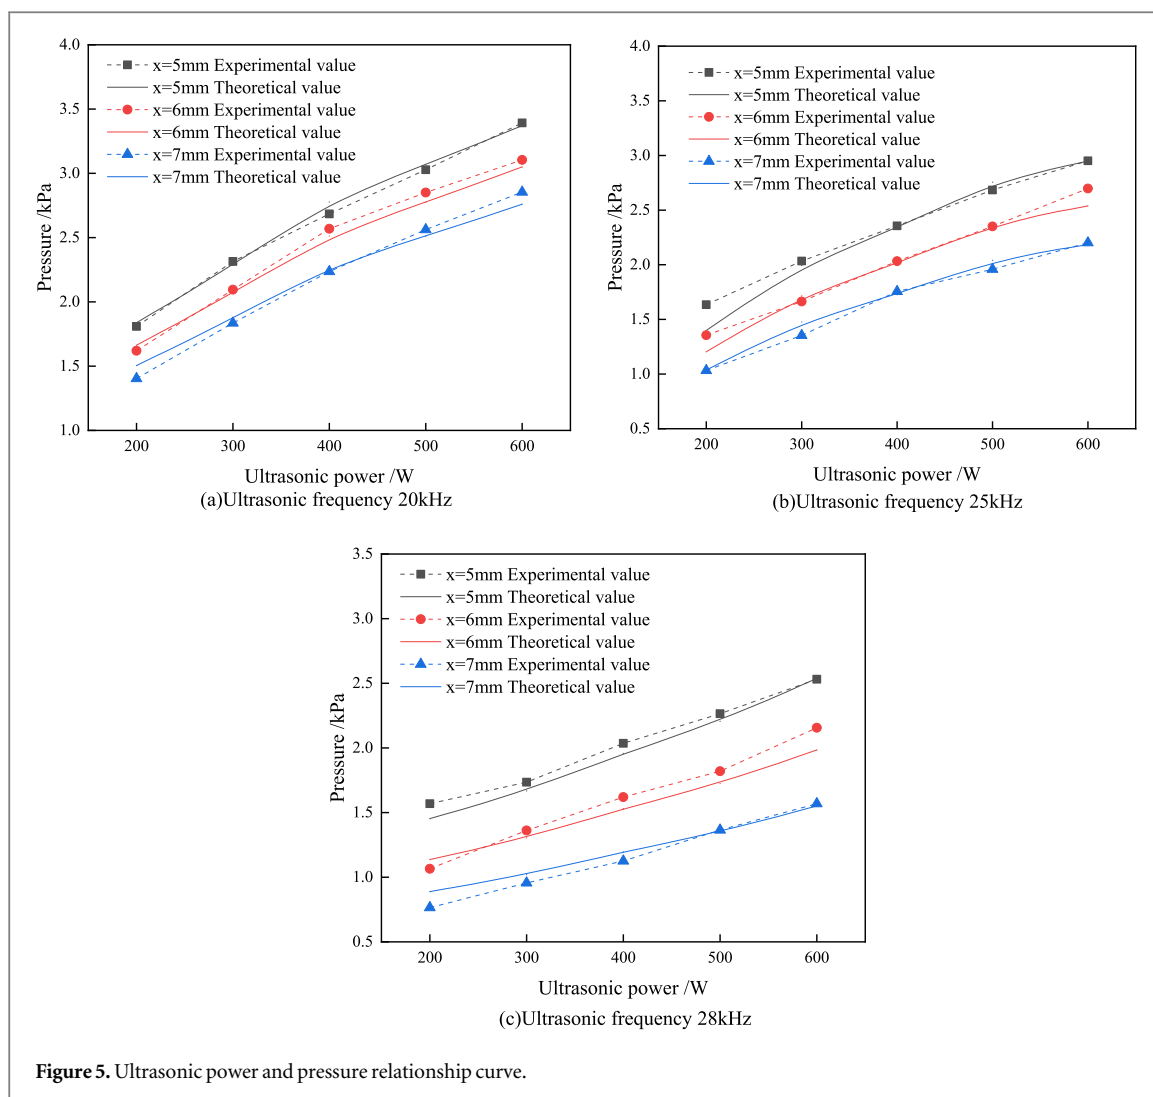 4.0
3.5
3.0
2.5
2.0
1.5
1.0
Pressure /kPa
x=5mm Experimental value
x=5mm Theoretical value
x=6mm Experimental value
x=6mm Theoretical value
x=7mm Experimental value
x=7mm Theoretical value
200 300 400 500 600
Ultrasonic power /W
(a)Ultrasonic frequency 20kHz
4.0
3.5
3.0
2.5
2.0
1.5
1.0
0.5
Pressure /kPa
x=5mm Experimental value
x=5mm Theoretical value
x=6mm Experimental value
x=6mm Theoretical value
x=7mm Experimental value
x=7mm Theoretical value
200 300 400 500 600
Ultrasonic power /W
(b)Ultrasonic frequency 25kHz
3.5
3.0
2.5
2.0
1.5
1.0
0.5
Pressure /kPa
x=5mm Experimental value
x=5mm Theoretical value
x=6mm Experimental value
x=6mm Theoretical value
x=7mm Experimental value
x=7mm Theoretical value
200 300 400 500 600
Ultrasonic power /W
(c)Ultrasonic frequency 28kHz
Figure 5. Ultrasonic power and pressure relationship curve.